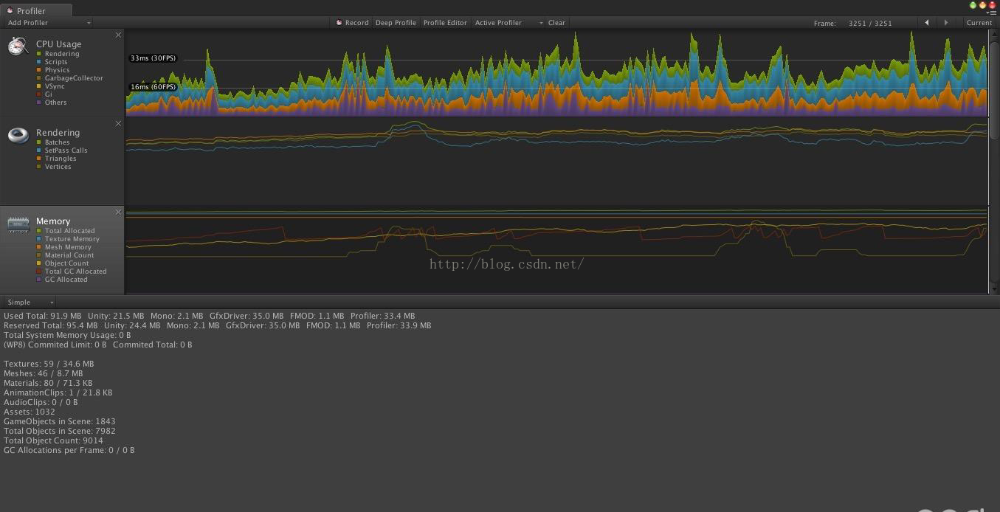 Profiler
Add Profiler Record Deep Profile Profile Editor Active Profiler Clear Frame: 3251 / 3251 Current
CPU Usage
Rendering
Scripts
Physics
GarbageCollector
VSync
Gi
Others
33ms (30FPS)
16ms (60FPS)
Rendering
Batches
SetPass Calls
Triangles
Vertices
Memory
Total Allocated
Texture Memory
Mesh Memory
Material Count
Object Count
Total GC Allocated
GC Allocated
http://blog.csdn.net/
Simple
Used Total: 91.9 MB Unity: 21.5 MB Mono: 2.1 MB GfxDriver: 35.0 MB FMOD: 1.1 MB Profiler: 33.4 MB
Reserved Total: 95.4 MB Unity: 24.4 MB Mono: 2.1 MB GfxDriver: 35.0 MB FMOD: 1.1 MB Profiler: 33.9 MB
Total System Memory Usage: 0 B
(WP8) Commited Limit: 0 B Commited Total: 0 B
Textures: 59 / 34.6 MB
Meshes: 46 / 8.7 MB
Materials: 80 / 71.3 KB
AnimationClips: 1 / 21.8 KB
AudioClips: 0 / 0 B
Assets: 1032
GameObjects in Scene: 1843
Total Objects in Scene: 7982
Total Object Count: 9014
GC Allocations per Frame: 0 / 0 B